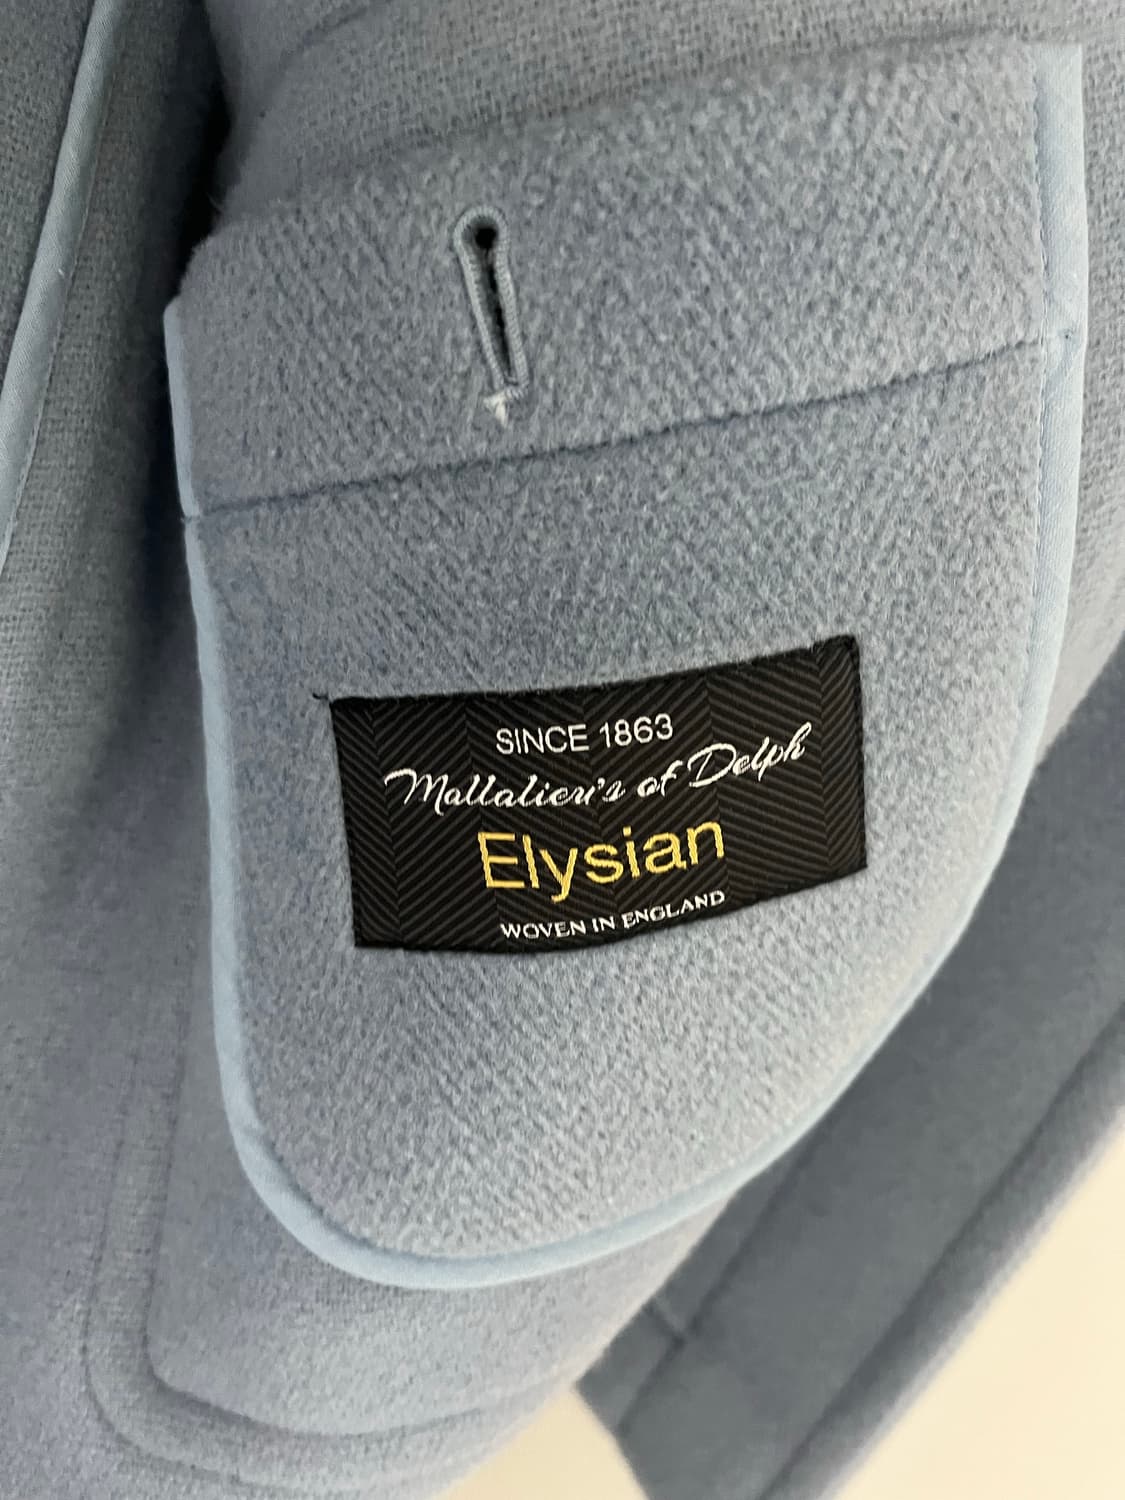 SINCE 1863
Mallalieu's of Delph
Elysian
WOVEN IN ENGLAND